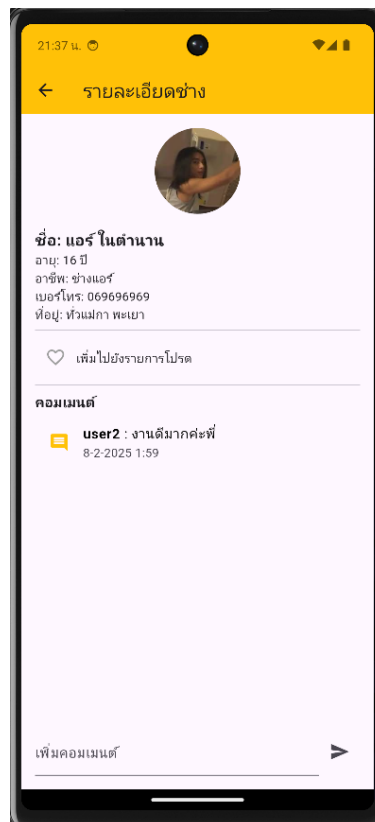 21:37 น.
รายละเอียดช่าง
ชื่อ: แอร์ ในตำนาน
อายุ: 16 ปี
อาชีพ: ช่างแอร์
เบอร์โทร: 069696969
ที่อยู่: ทั่วแม่กา พะเยา
เพิ่มไปยังรายการโปรด
คอมเมนต์
user2 : งานดีมากค่ะพี่
8-2-2025 1:59
เพิ่มคอมเมนต์